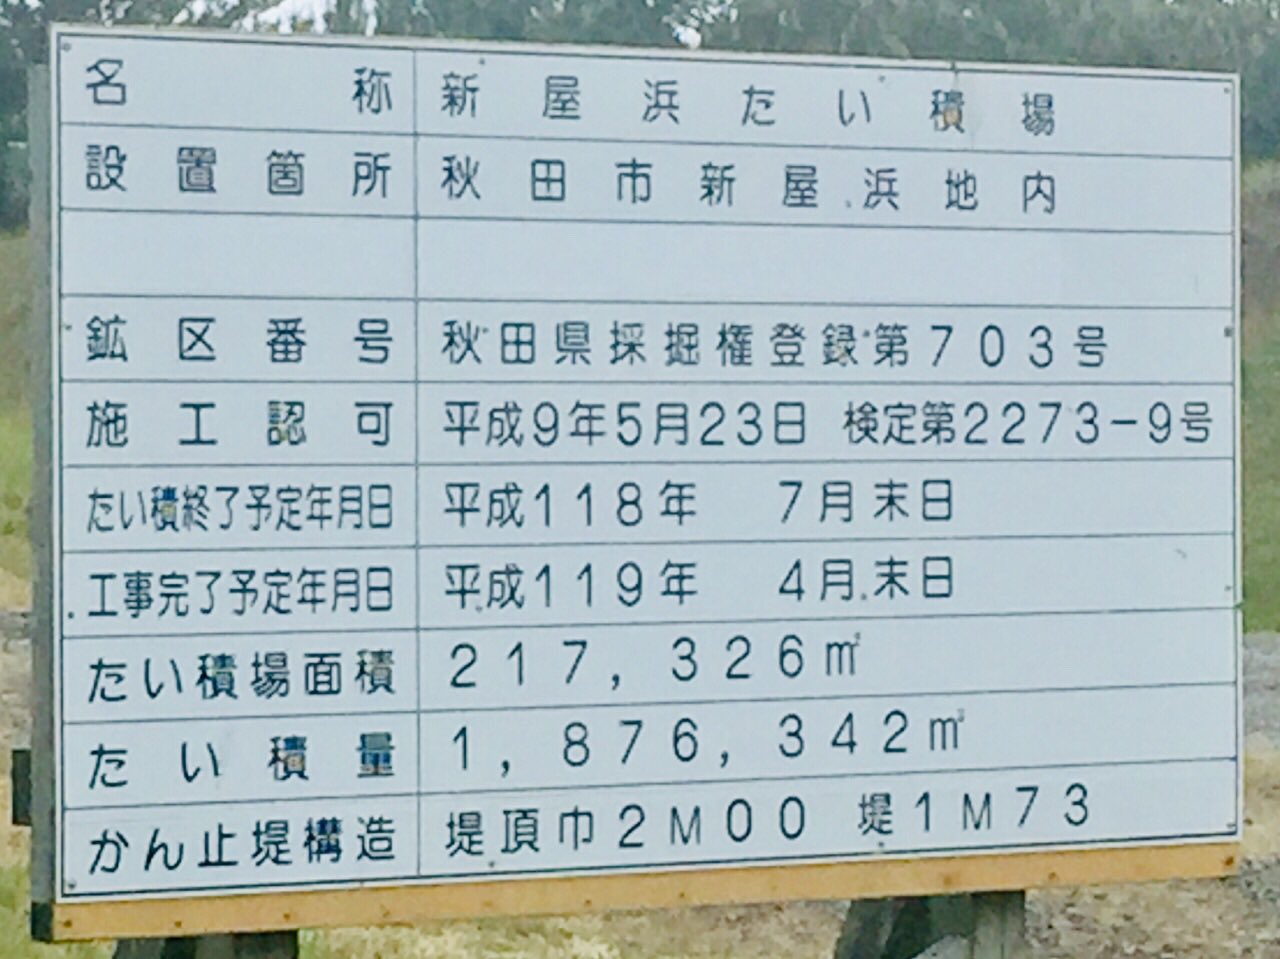 名称 新屋浜たい積場
設置箇所 秋田市新屋浜地内
鉱区番号 秋田県採掘権登録第703号
施工認可 平成9年5月23日 検定第2273-9号
たい積終了予定年月日 平成118年 7月末日
工事完了予定年月日 平成119年 4月末日
たい積場面積 217,326㎡
たい積量 1,876,342㎥
かん止堤構造 堤頂巾2M00 堤1M73